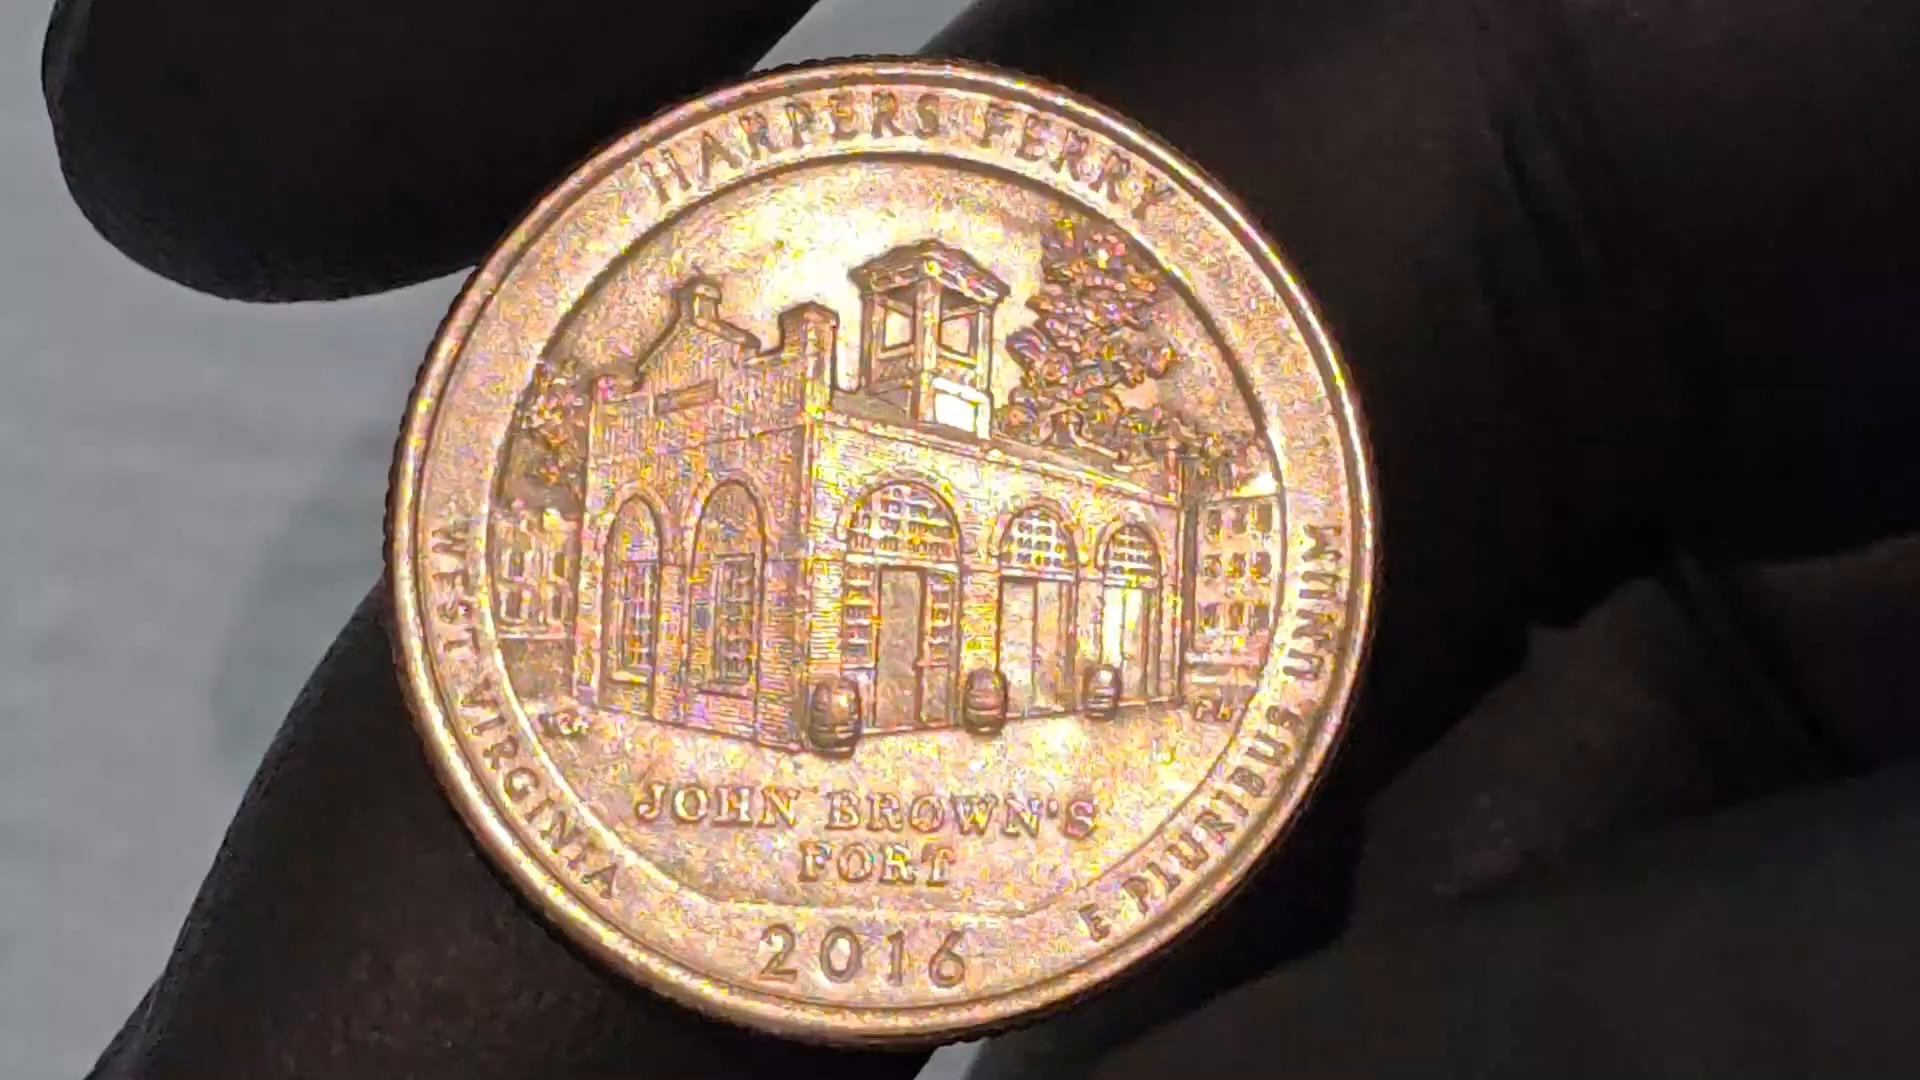 HARPERS FERRY
WEST VIRGINIA
JOHN BROWN'S
FORT
2016
E PLURIBUS UNUM